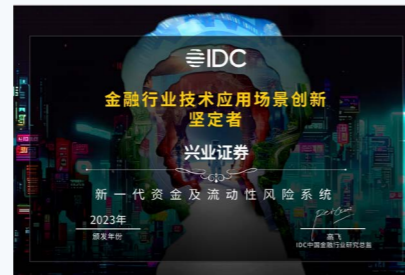 IDC
金融行业技术应用场景创新
坚定者
兴业证券
新一代资金及流动性风险系统
2023年
颁发年份
高飞
IDC中国金融行业研究总监